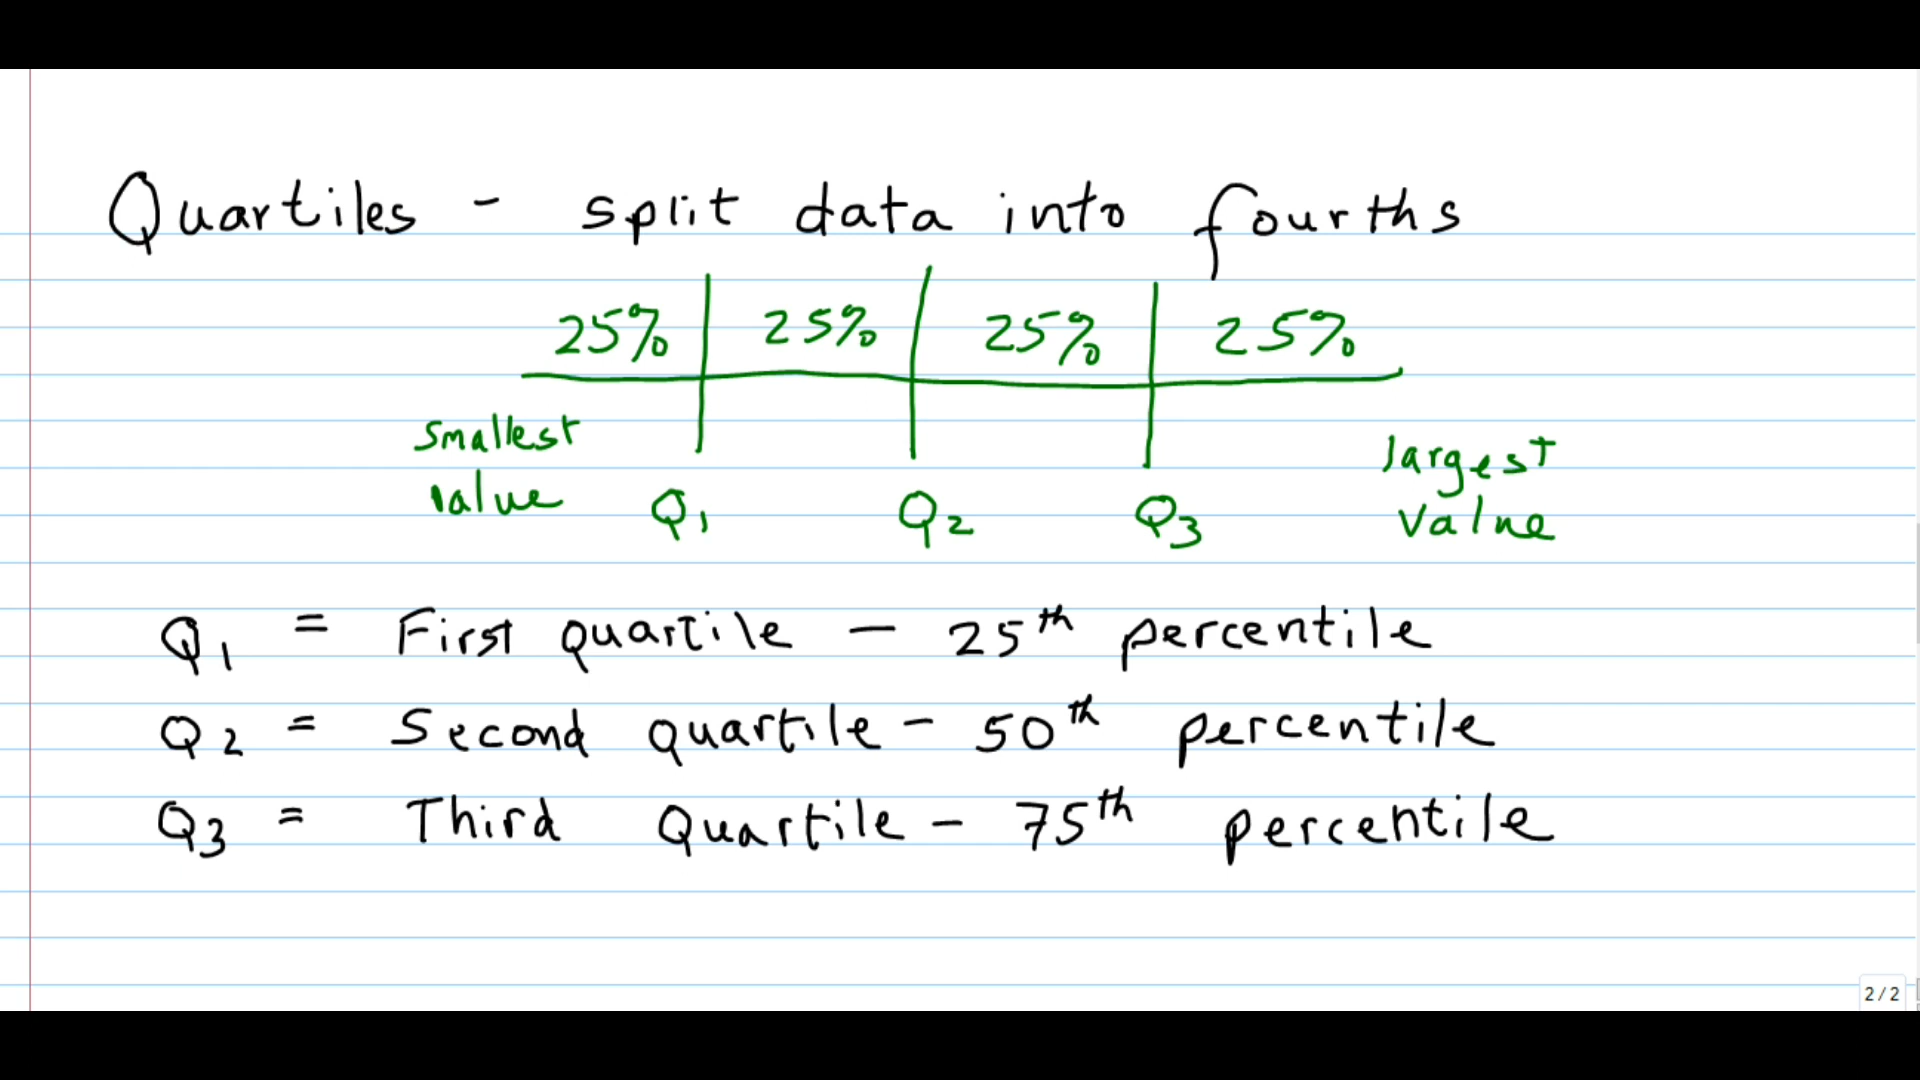 Quartiles - split data into fourths
25% 25% 25% 25%
smallest value Q1 Q2 Q3 largest value
Q1 = First quartile - 25th percentile
Q2 = Second quartile - 50th percentile
Q3 = Third Quartile - 75th percentile
2/2